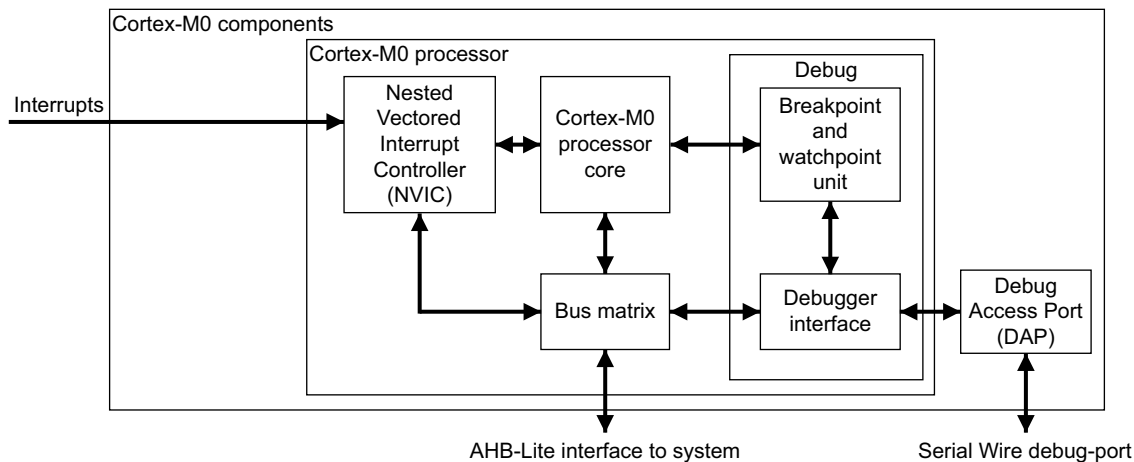 Cortex-M0 components
Cortex-M0 processor
Interrupts
Nested
Vectored
Interrupt
Controller
(NVIC)
Cortex-M0
processor
core
Debug
Breakpoint
and
watchpoint
unit
Bus matrix
Debugger
interface
Debug
Access Port
(DAP)
AHB-Lite interface to system
Serial Wire debug-port